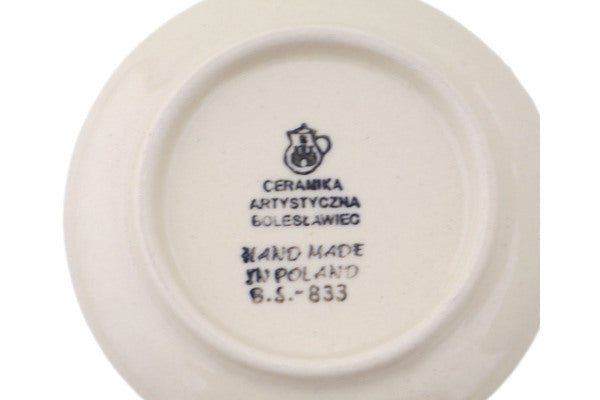 CERAMIKA
ARTYSTYCZNA
BOLESŁAWIEC
HAND MADE
IN POLAND
B.S.-833